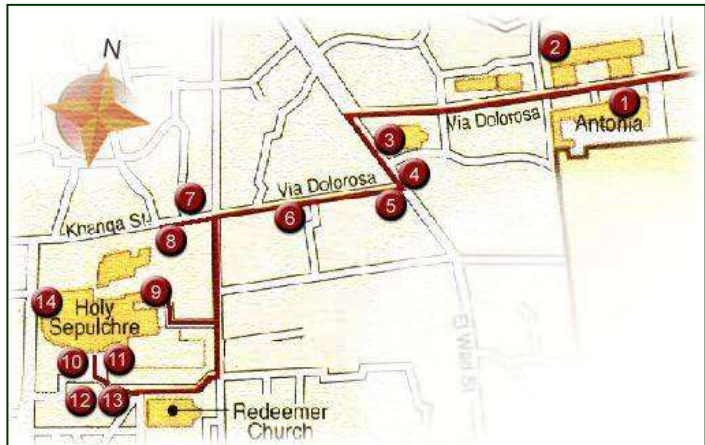 N
2
1
Via Dolorosa
Antonia
3
4
Via Dolorosa
7
5
6
Khanqa St
8
9
14
Holy
Sepulchre
El Wad St
10
11
12
13
Redeemer
Church